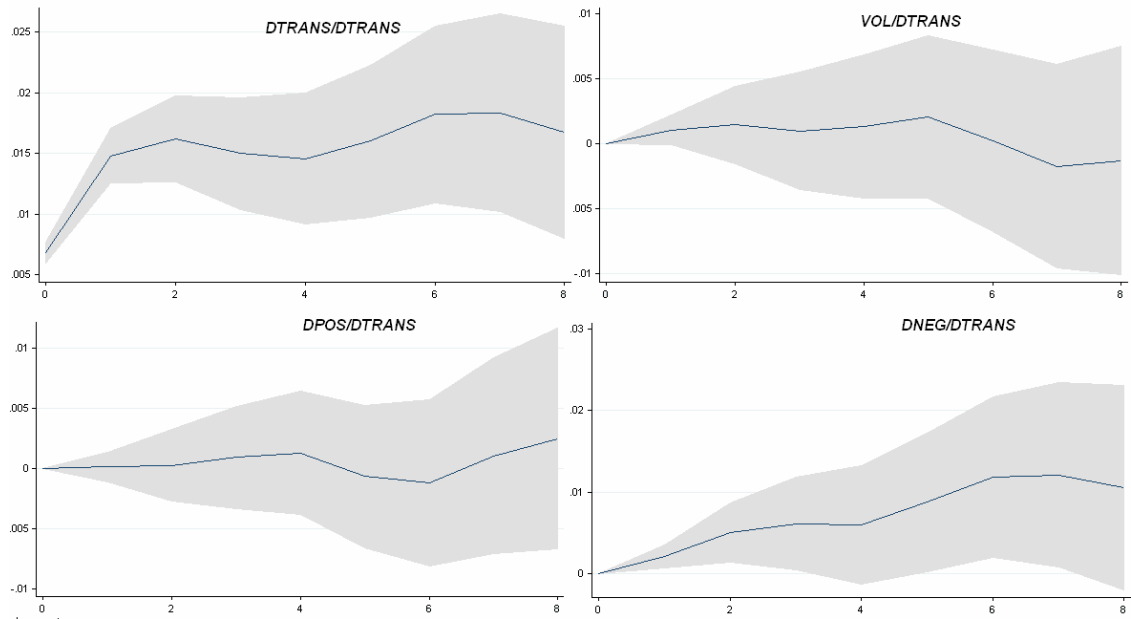 DTRANS/DTRANS
.025
.02
.015
.01
.005
0 2 4 6 8
VOL/DTRANS
.01
.005
0
.005
-.01
0 2 4 6 8
DPOS/DTRANS
.01
.005
0
.005
-.01
0 2 4 6 8
DNEG/DTRANS
.03
.02
.01
0
0 2 4 6 8